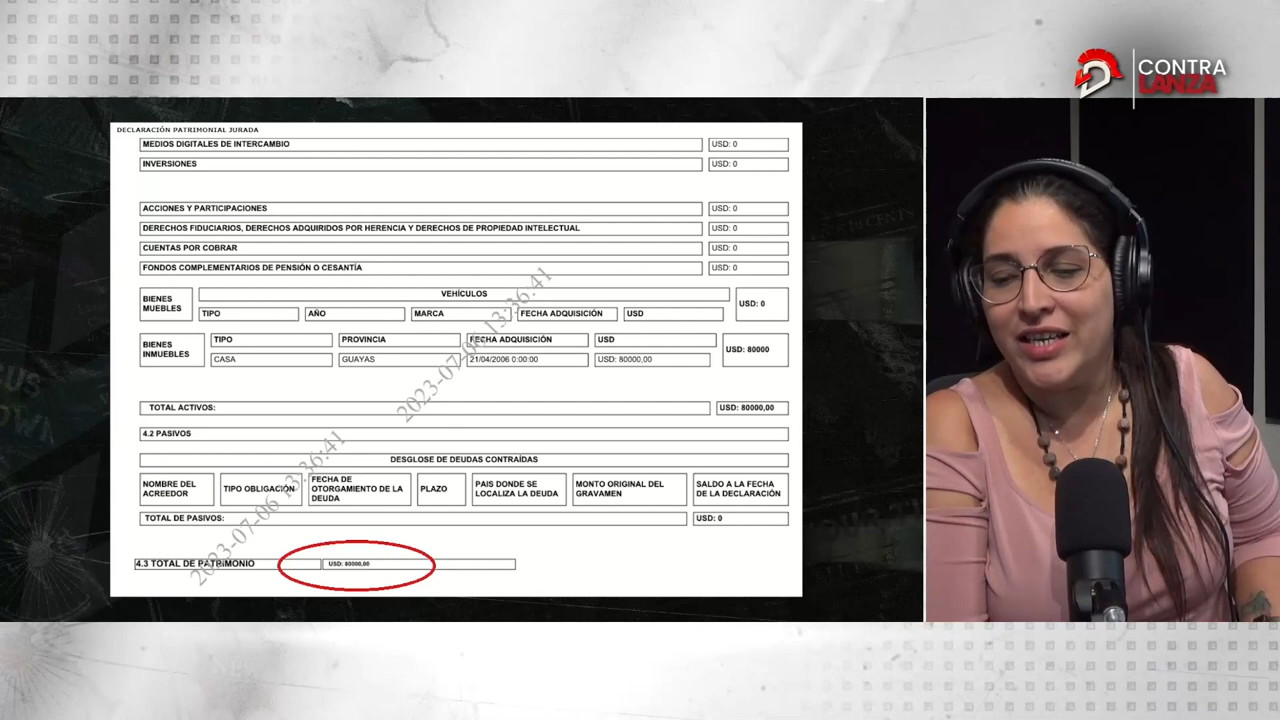 CONTRA
LANZA
DECLARACIÓN PATRIMONIAL JURADA
MEDIOS DIGITALES DE INTERCAMBIO USD: 0
INVERSIONES USD: 0
ACCIONES Y PARTICIPACIONES USD: 0
DERECHOS FIDUCIARIOS, DERECHOS ADQUIRIDOS POR HERENCIA Y DERECHOS DE PROPIEDAD INTELECTUAL USD: 0
CUENTAS POR COBRAR USD: 0
FONDOS COMPLEMENTARIOS DE PENSIÓN O CESANTÍA USD: 0
BIENES MUEBLES
VEHÍCULOS
TIPO AÑO MARCA FECHA ADQUISICIÓN USD
USD: 0
BIENES INMUEBLES
TIPO PROVINCIA FECHA ADQUISICIÓN USD
CASA GUAYAS 21/04/2006 0:00:00 USD: 80000,00
USD: 80000
TOTAL ACTIVOS: USD: 80000,00
4.2 PASIVOS
DESGLOSE DE DEUDAS CONTRAÍDAS
NOMBRE DEL ACREEDOR TIPO OBLIGACIÓN FECHA DE OTORGAMIENTO DE LA DEUDA PLAZO PAIS DONDE SE LOCALIZA LA DEUDA MONTO ORIGINAL DEL GRAVAMEN SALDO A LA FECHA DE LA DECLARACIÓN
TOTAL DE PASIVOS: USD: 0
4.3 TOTAL DE PATRIMONIO USD: 80000,00
2023-07-06 13:36:41
2023-07-06 13:36:41